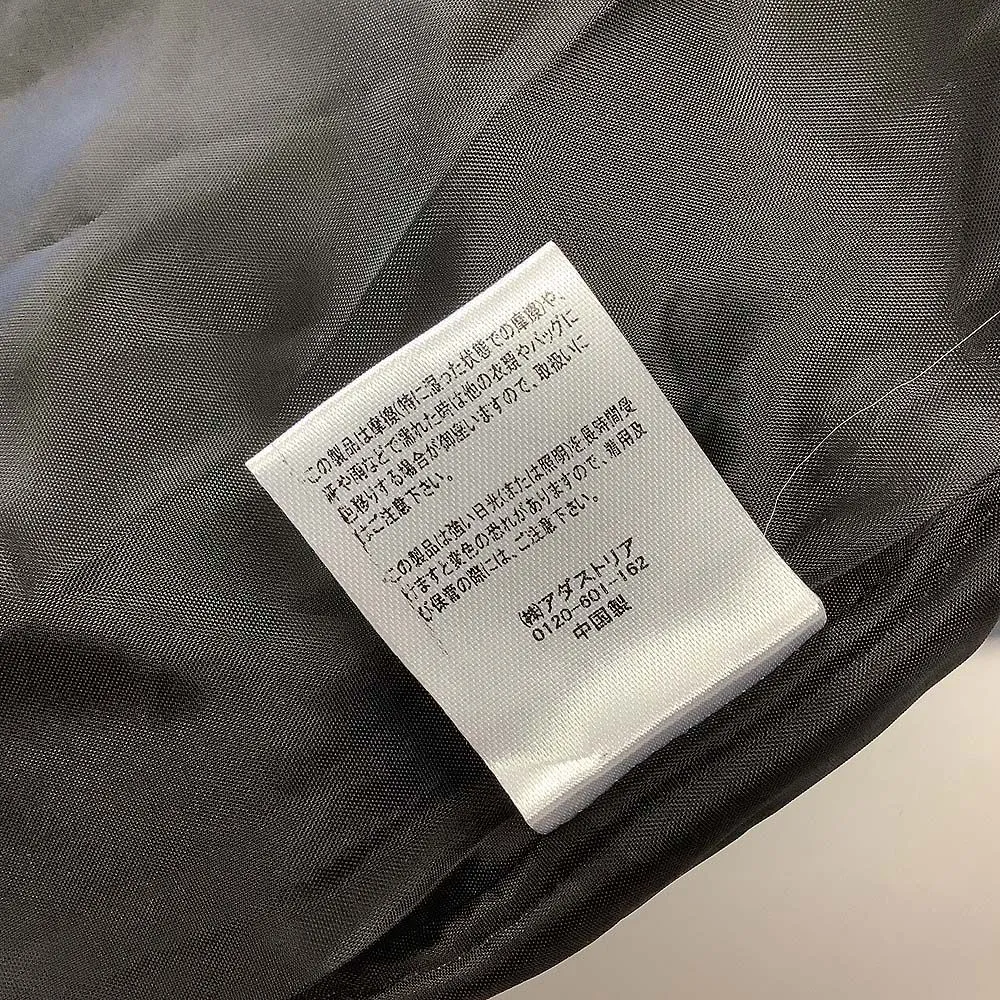 この製品は摩擦(特に湿った状態での摩擦)や、
汗や雨などで濡れた時は他の衣類やバッグに
色移りする場合が御座いますので、取扱いに
はご注意下さい。
この製品は強い日光(または照明)を長時間受
けますと変色の恐れがありますので、着用及
び保管の際には、ご注意下さい。
㈱アダストリア
0120-601-162
中国製